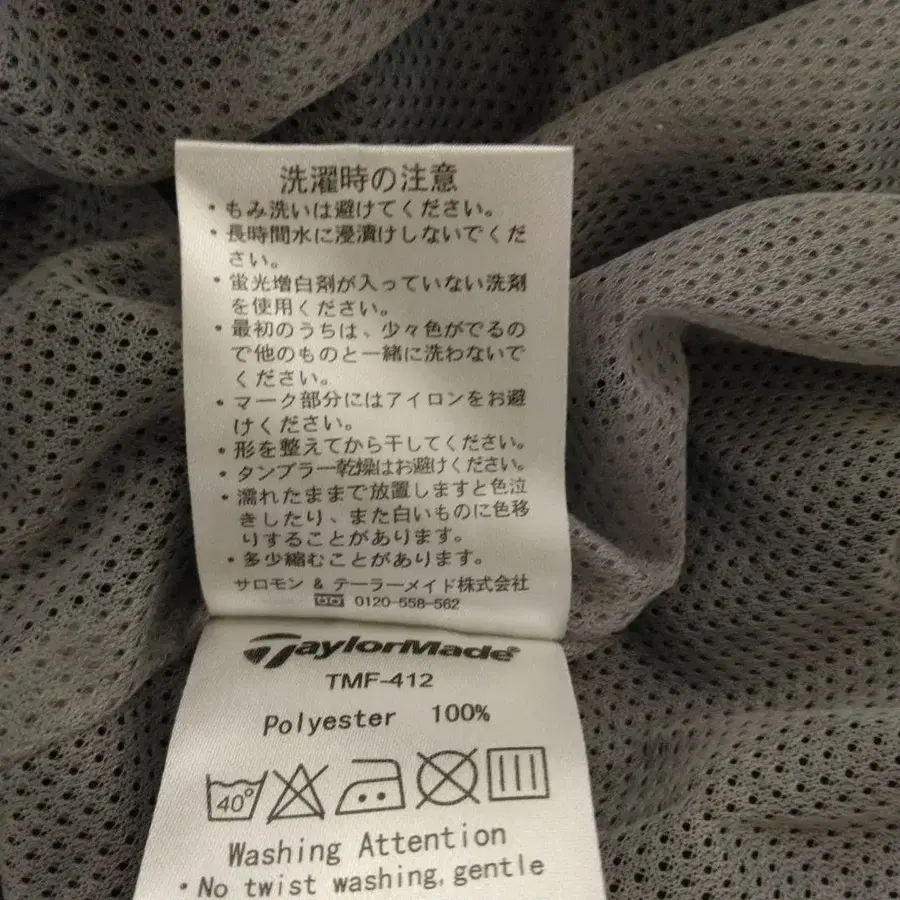 洗濯時の注意
・もみ洗いは避けてください。
・長時間水に浸漬けしないでくだ
さい。
・蛍光増白剤が入っていない洗剤
を使用ください。
・最初のうちは、少々色がでるの
で他のものと一緒に洗わないで
ください。
・マーク部分にはアイロンをお避
けください。
・形を整えてから干してください。
・タンブラー乾燥はお避けください。
・濡れたままで放置しますと色泣
きしたり、また白いものに色移
りすることがあります。
・多少縮むことがあります。
サロモン & テーラーメイド株式会社
0120-558-562
TaylorMade
TMF-412
Polyester 100%
40°
Washing Attention
・No twist washing, gentle